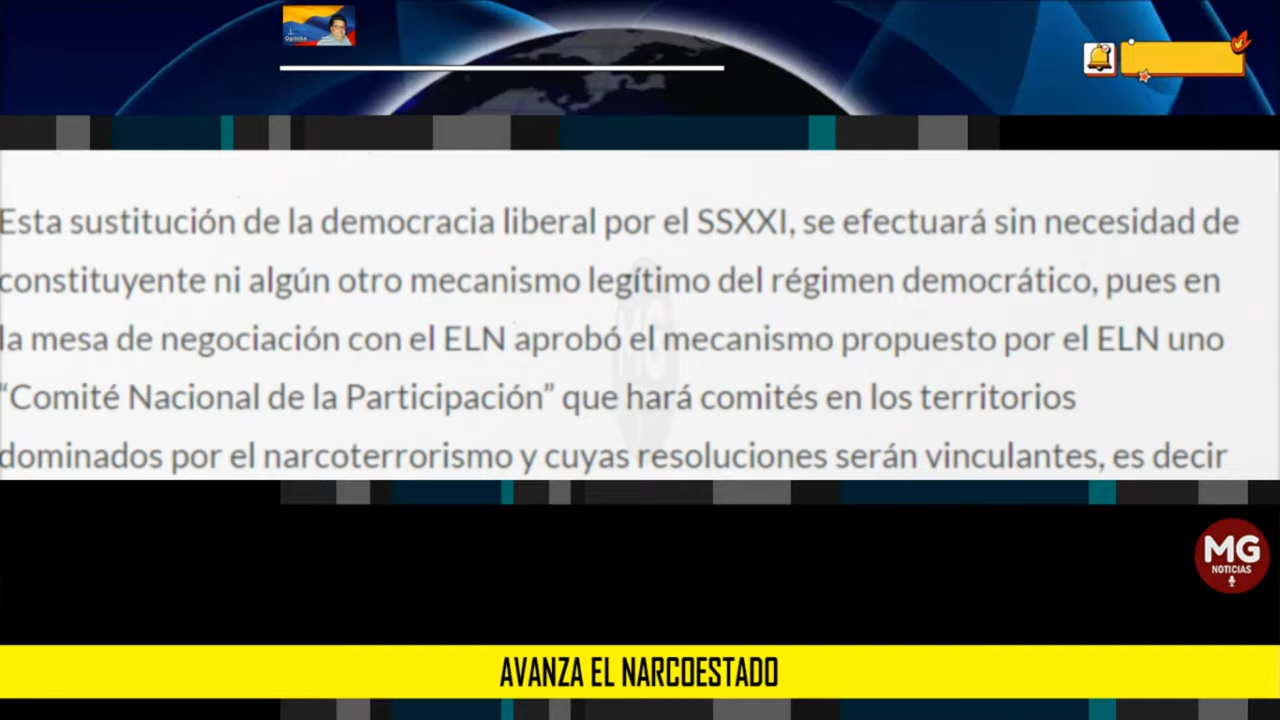 Opinión
Esta sustitución de la democracia liberal por el SSXXI, se efectuará sin necesidad de
constituyente ni algún otro mecanismo legítimo del régimen democrático, pues en
la mesa de negociación con el ELN aprobó el mecanismo propuesto por el ELN uno
“Comité Nacional de la Participación” que hará comités en los territorios
dominados por el narcoterrorismo y cuyas resoluciones serán vinculantes, es decir
MG
MG
NOTICIAS
AVANZA EL NARCOESTADO